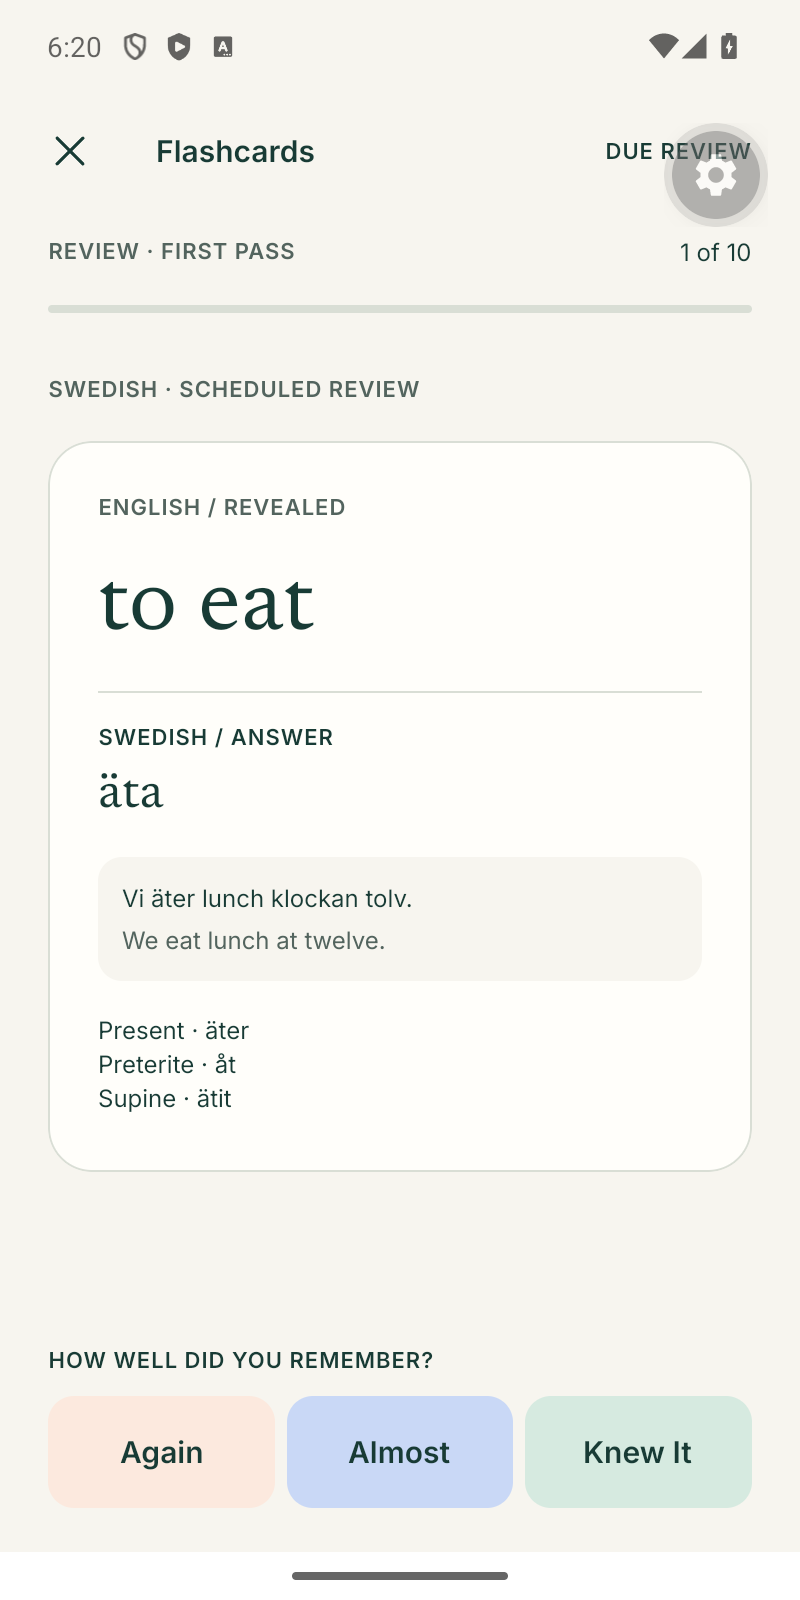 6:20
Flashcards
DUE REVIEW
REVIEW · FIRST PASS
1 of 10
SWEDISH · SCHEDULED REVIEW
ENGLISH / REVEALED
to eat
SWEDISH / ANSWER
äta
Vi äter lunch klockan tolv.
We eat lunch at twelve.
Present · äter
Preterite · åt
Supine · ätit
HOW WELL DID YOU REMEMBER?
Again
Almost
Knew It